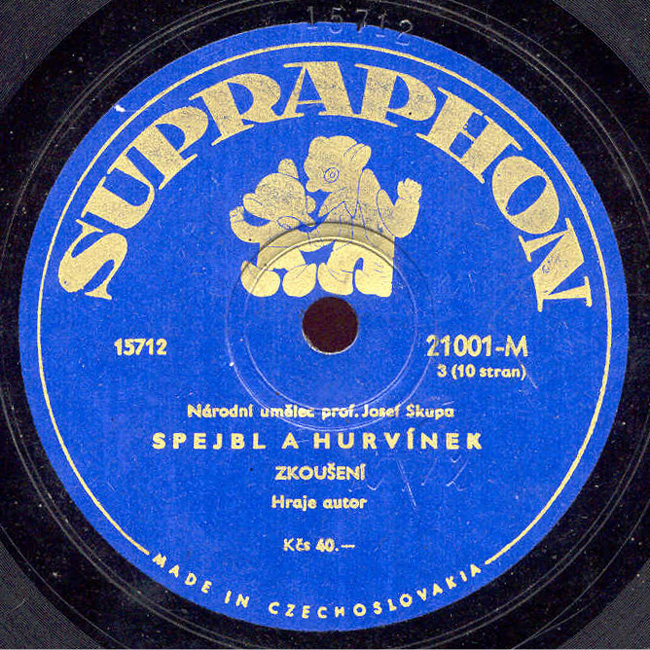 15712
SUPRAPHON
15712
21001-M
3 (10 stran)
Národní umělec prof. Josef Skupa
SPEJBL A HURVÍNEK
ZKOUŠENÍ
Hraje autor
Kčs 40.—
MADE IN CZECHOSLOVAKIA